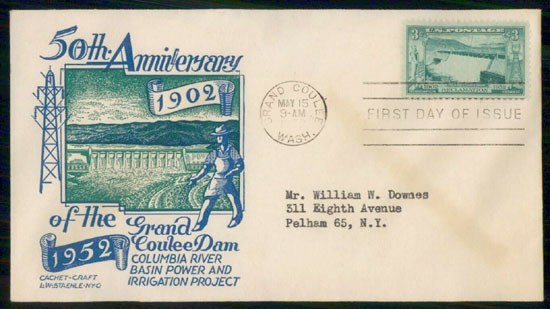 50th Anniversary
1902
of the
1952
Grand
Coulee Dam
COLUMBIA RIVER
BASIN POWER AND
IRRIGATION PROJECT
CACHET-CRAFT
L.W. STAEHLE-NYC
GRAND COULEE
MAY 15
9-AM
WASH.
3¢ U.S. POSTAGE 3¢
RECLAMATION
FIRST DAY OF ISSUE
Mr. William W. Downes
311 Eighth Avenue
Pelham 65, N.Y.